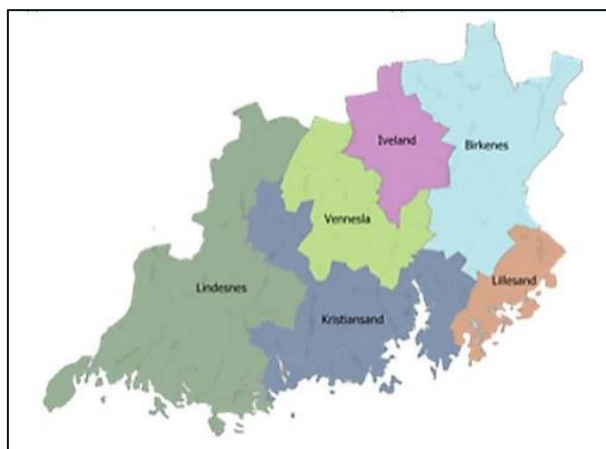 Iveland
Birkenes
Vennesla
Lindesnes
Lillesand
Kristiansand